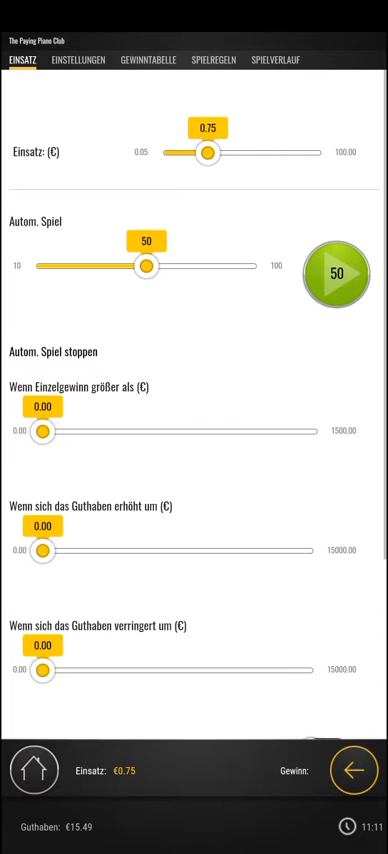 The Paying Piano Club
EINSATZ EINSTELLUNGEN GEWINNTABELLE SPIELREGELN SPIELVERLAUF
0.75
Einsatz: (€) 0.05 100.00
Autom. Spiel
50
10 100 50
Autom. Spiel stoppen
Wenn Einzelgewinn größer als (€)
0.00
0.00 1500.00
Wenn sich das Guthaben erhöht um (€)
0.00
0.00 15000.00
Wenn sich das Guthaben verringert um (€)
0.00
0.00 15000.00
Einsatz: €0.75 Gewinn:
Guthaben: €15.49 11:11